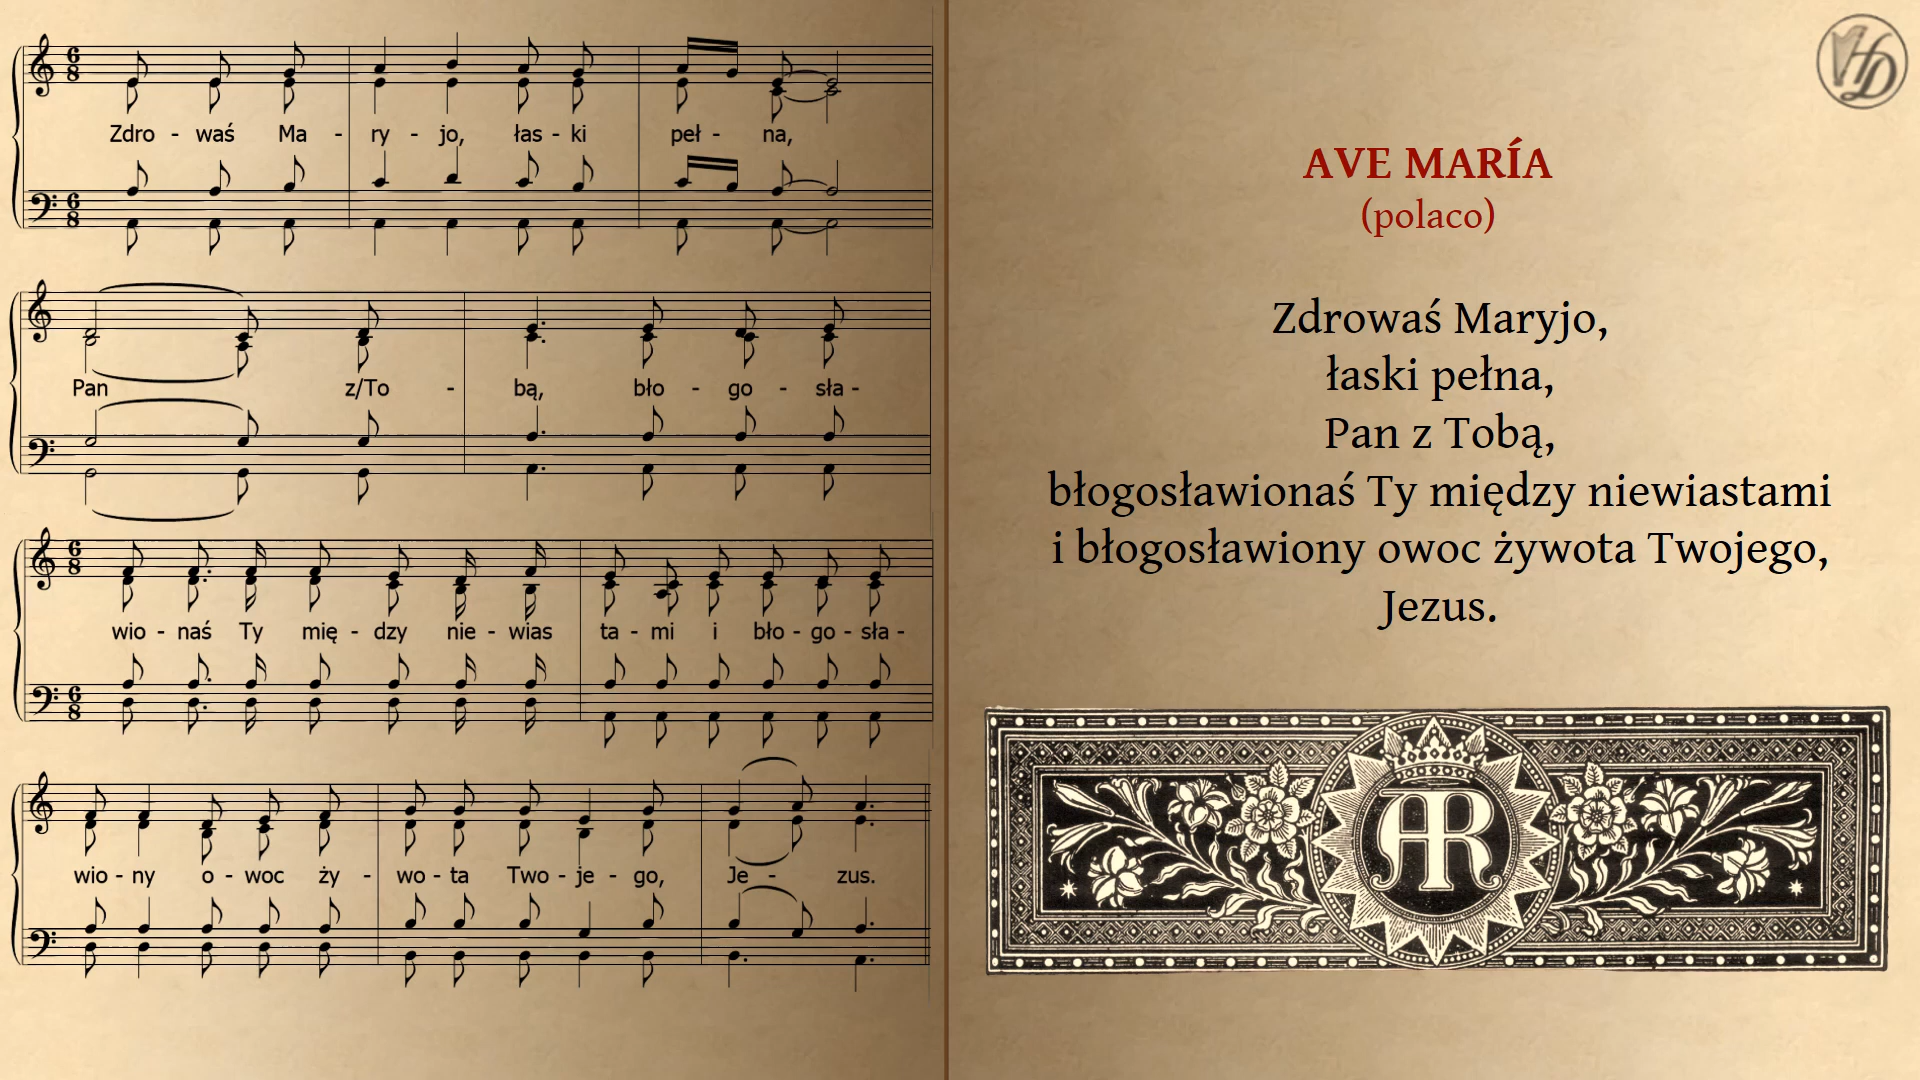 Zdro - waś Ma - ry - jo, łas - ki peł - na,
Pan z/To - bą, bło - go - sła -
wio - naś Ty mię - dzy nie - wias ta - mi i bło - go - sła -
wio - ny o - woc ży - wo - ta Two - je - go, Je - zus.
HD
AVE MARÍA
(polaco)
Zdrowaś Maryjo,
łaski pełna,
Pan z Tobą,
błogosławionaś Ty między niewiastami
i błogosławiony owoc żywota Twojego,
Jezus.